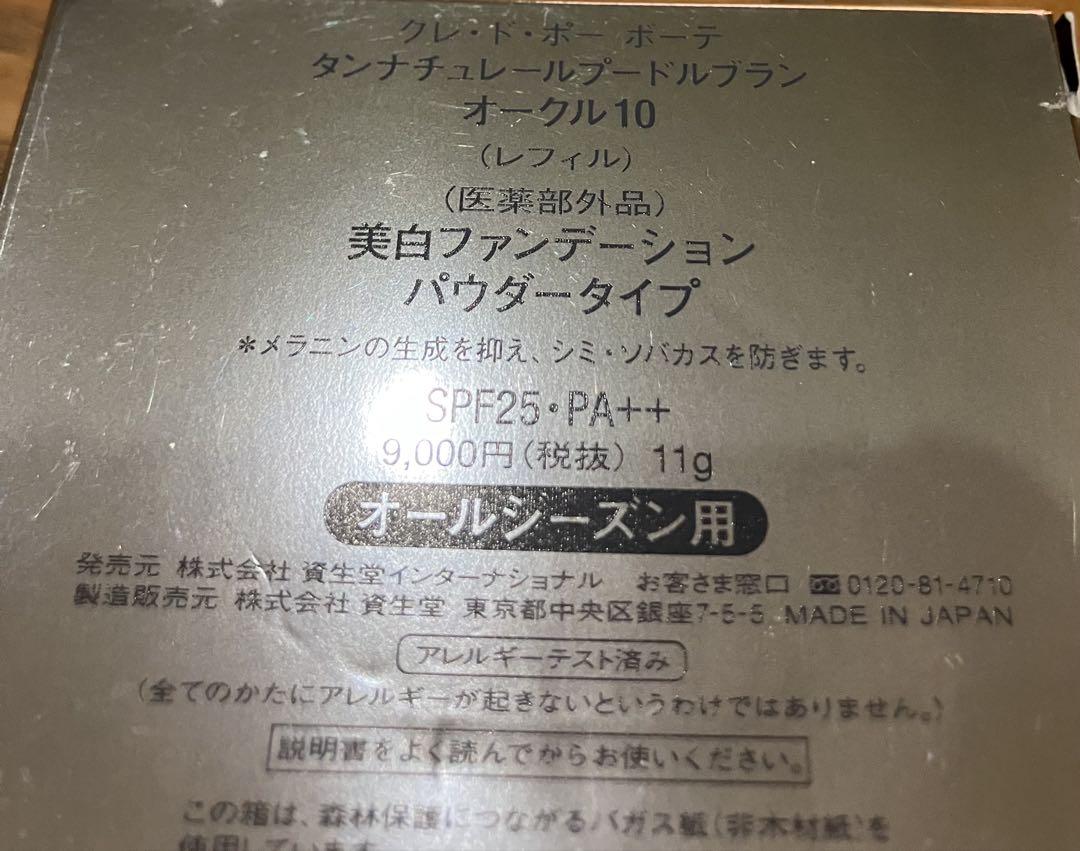 クレ・ド・ポー ボーテ
タンナチュレールプードルブラン
オークル10
(レフィル)
(医薬部外品)
美白ファンデーション
パウダータイプ
*メラニンの生成を抑え、シミ・ソバカスを防ぎます。
SPF25・PA++
9,000円(税抜) 11g
オールシーズン用
発売元 株式会社 資生堂インターナショナル お客さま窓口 0120-81-4710
製造販売元 株式会社 資生堂 東京都中央区銀座7-5-5 MADE IN JAPAN
アレルギーテスト済み
(全てのかたにアレルギーが起きないというわけではありません。)
説明書をよく読んでからお使いください。
この箱は、森林保護につながるバガス紙(非木材紙)を
使用しています